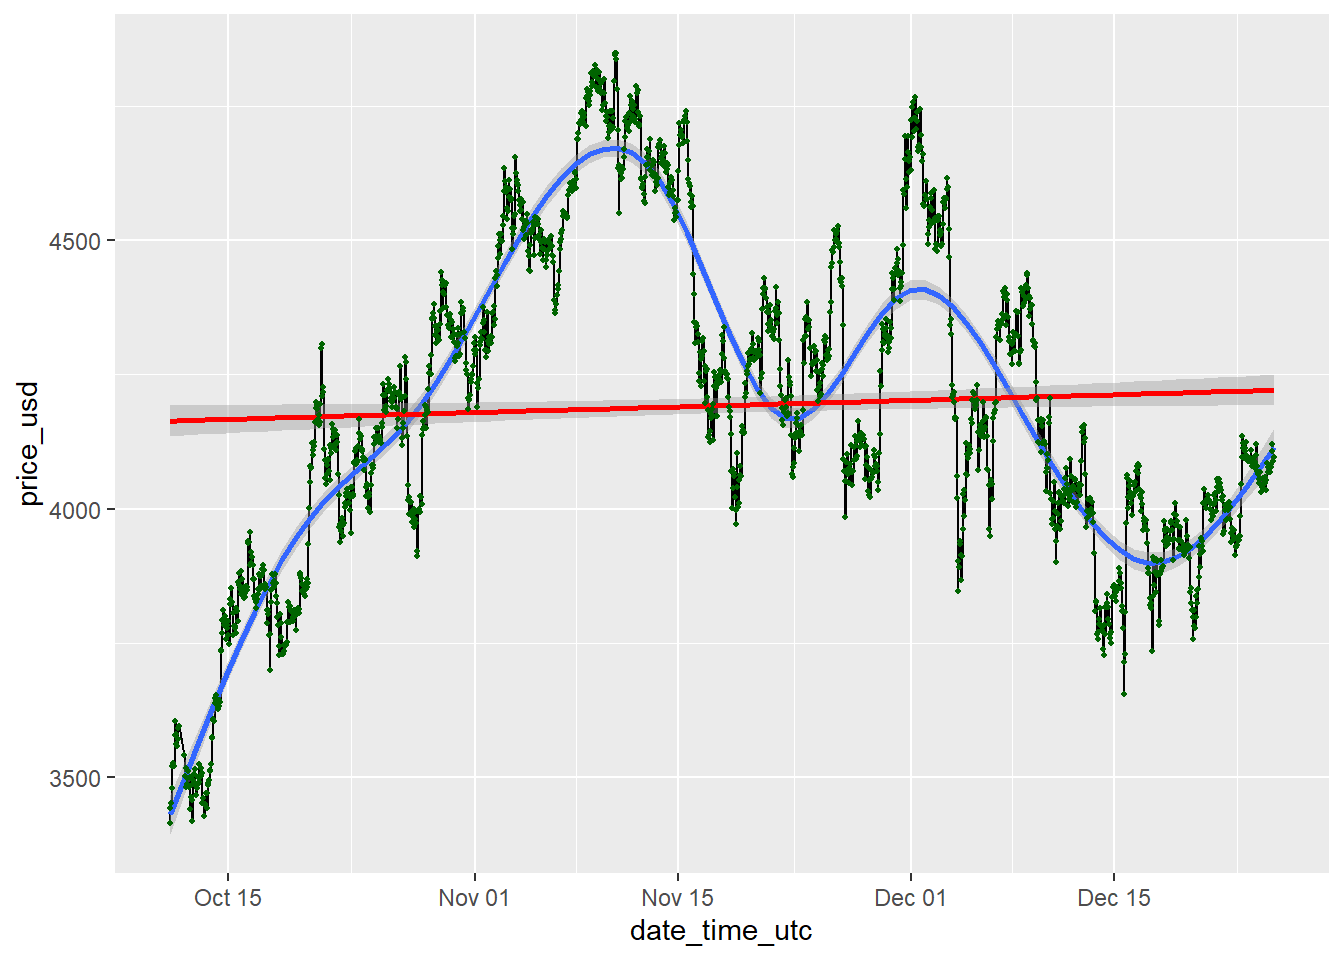 price_usd
4500
4000
3500
Oct 15
Nov 01
Nov 15
Dec 01
Dec 15
date_time_utc